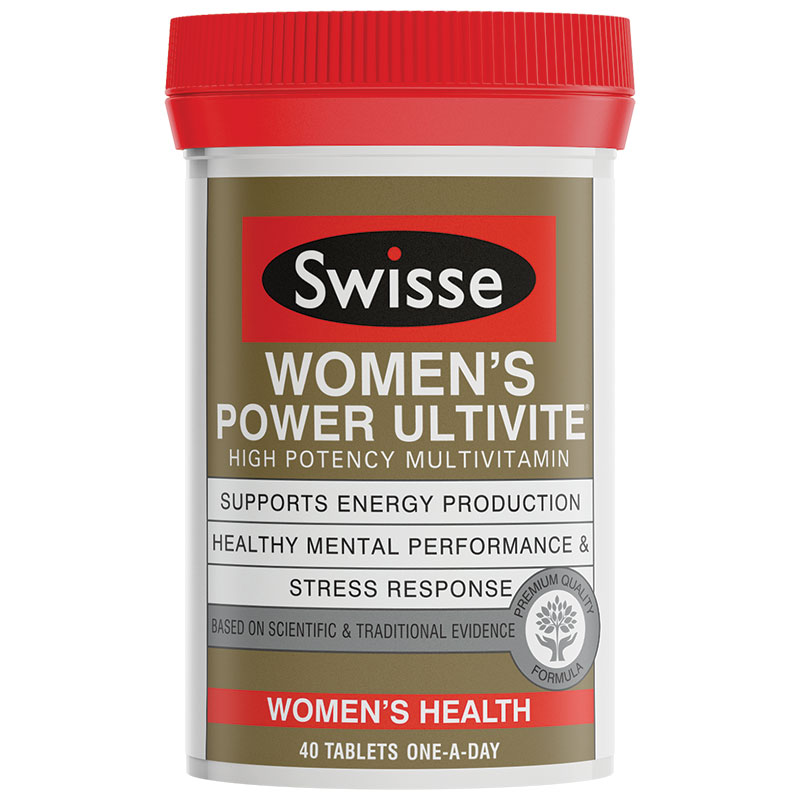 Swisse
WOMEN'S
POWER ULTIVITE®
HIGH POTENCY MULTIVITAMIN
SUPPORTS ENERGY PRODUCTION
HEALTHY MENTAL PERFORMANCE &
STRESS RESPONSE
BASED ON SCIENTIFIC & TRADITIONAL EVIDENCE
PREMIUM QUALITY
FORMULA
WOMEN'S HEALTH
40 TABLETS ONE-A-DAY